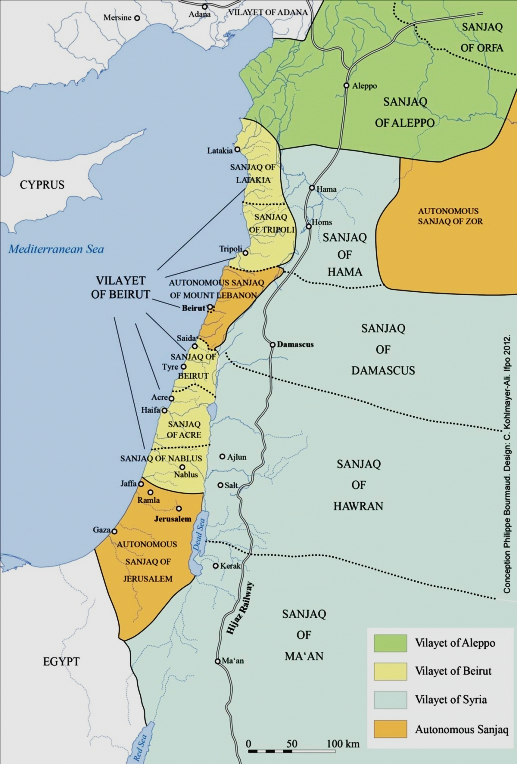 Mersine
Adana
VILAYET OF ADANA
SANJAQ
OF ORFA
Aleppo
SANJAQ
OF ALEPPO
Latakia
SANJAQ OF
LATAKIA
CYPRUS
Hama
AUTONOMOUS
SANJAQ OF ZOR
SANJAQ
OF TRIPOLI
Homs
Mediterranean Sea
Tripoli
SANJAQ
OF
HAMA
VILAYET
OF BEIRUT
AUTONOMOUS SANJAQ
OF MOUNT LEBANON
Beirut
Saida
Damascus
SANJAQ
OF
DAMASCUS
SANJAQ OF
BEIRUT
Tyre
Acre
Haifa
SANJAQ
OF ACRE
SANJAQ OF NABLUS
Nablus
Ajlun
Salt
SANJAQ
OF
HAWRAN
Jaffa
Ramla
Jerusalem
Gaza
Dead Sea
AUTONOMOUS
SANJAQ OF
JERUSALEM
Kerak
Hijaz Railway
SANJAQ
OF
MA'AN
EGYPT
Ma'an
Red Sea
Vilayet of Aleppo
Vilayet of Beirut
Vilayet of Syria
Autonomous Sanjaq
0 50 100 km
Conception Philippe Bourmaud. Design: C. Kohlmayer-Ali. Ifpo 2012.